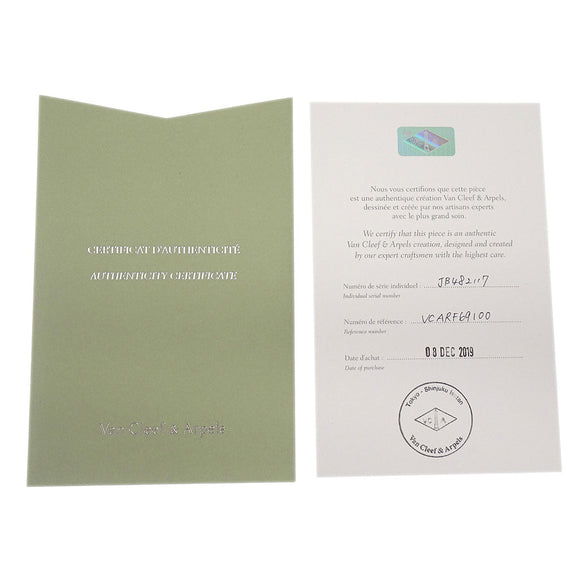 CERTIFICAT D'AUTHENTICITÉ
AUTHENTICITY CERTIFICATE
Van Cleef & Arpels
Nous vous certifions que cette pièce
est une authentique création Van Cleef & Arpels,
dessinée et créée par nos artisans experts
avec le plus grand soin.
We certify that this piece is an authentic
Van Cleef & Arpels creation, designed and created
by our expert craftsmen with the highest care.
Numéro de série individuel : JB482117
Individual serial number
Numéro de référence : VCARF69100
Reference number
Date d'achat : 03 DEC 2019
Date of purchase
Tokyo - Shinjuku Isetan
Van Cleef & Arpels